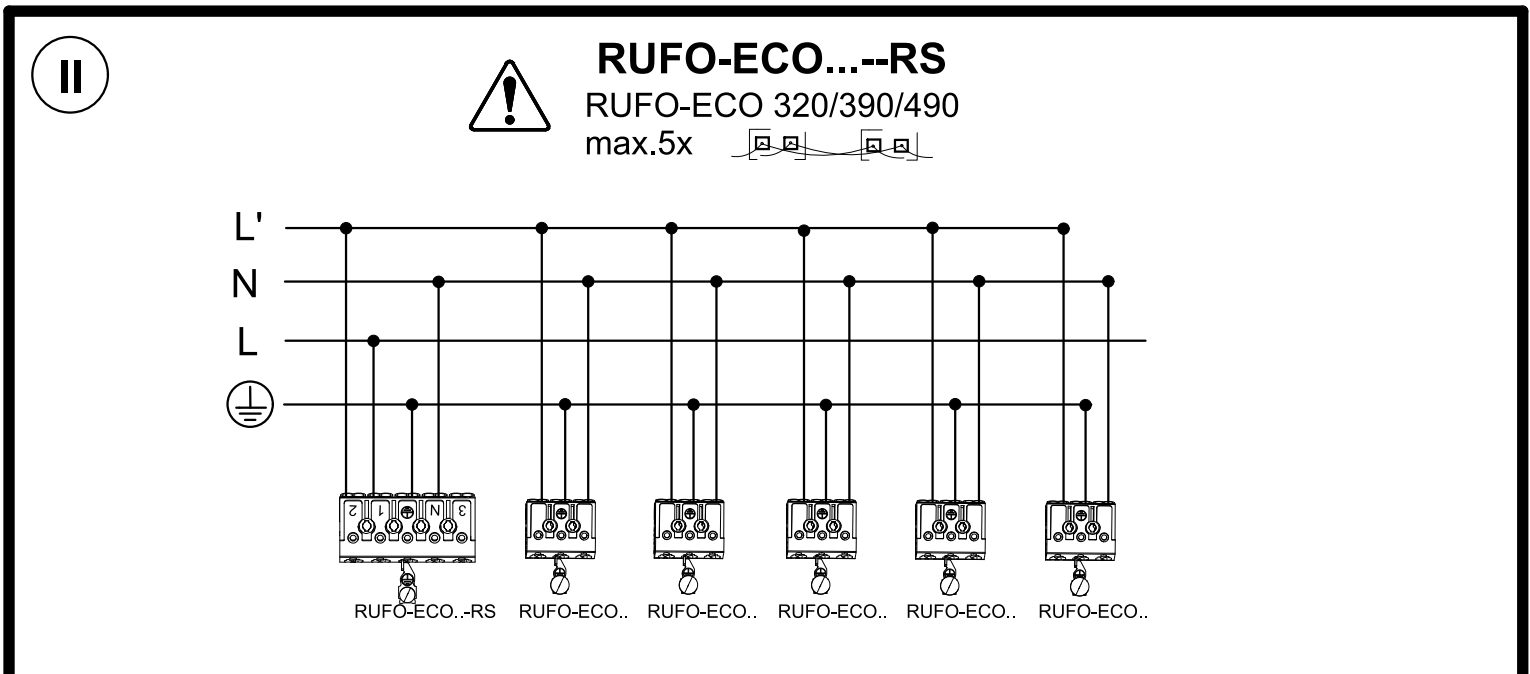 II
RUFO-ECO...--RS
RUFO-ECO 320/390/490
max.5x
L'
N
L
2 1 N 3
RUFO-ECO..-RS RUFO-ECO.. RUFO-ECO.. RUFO-ECO.. RUFO-ECO.. RUFO-ECO..